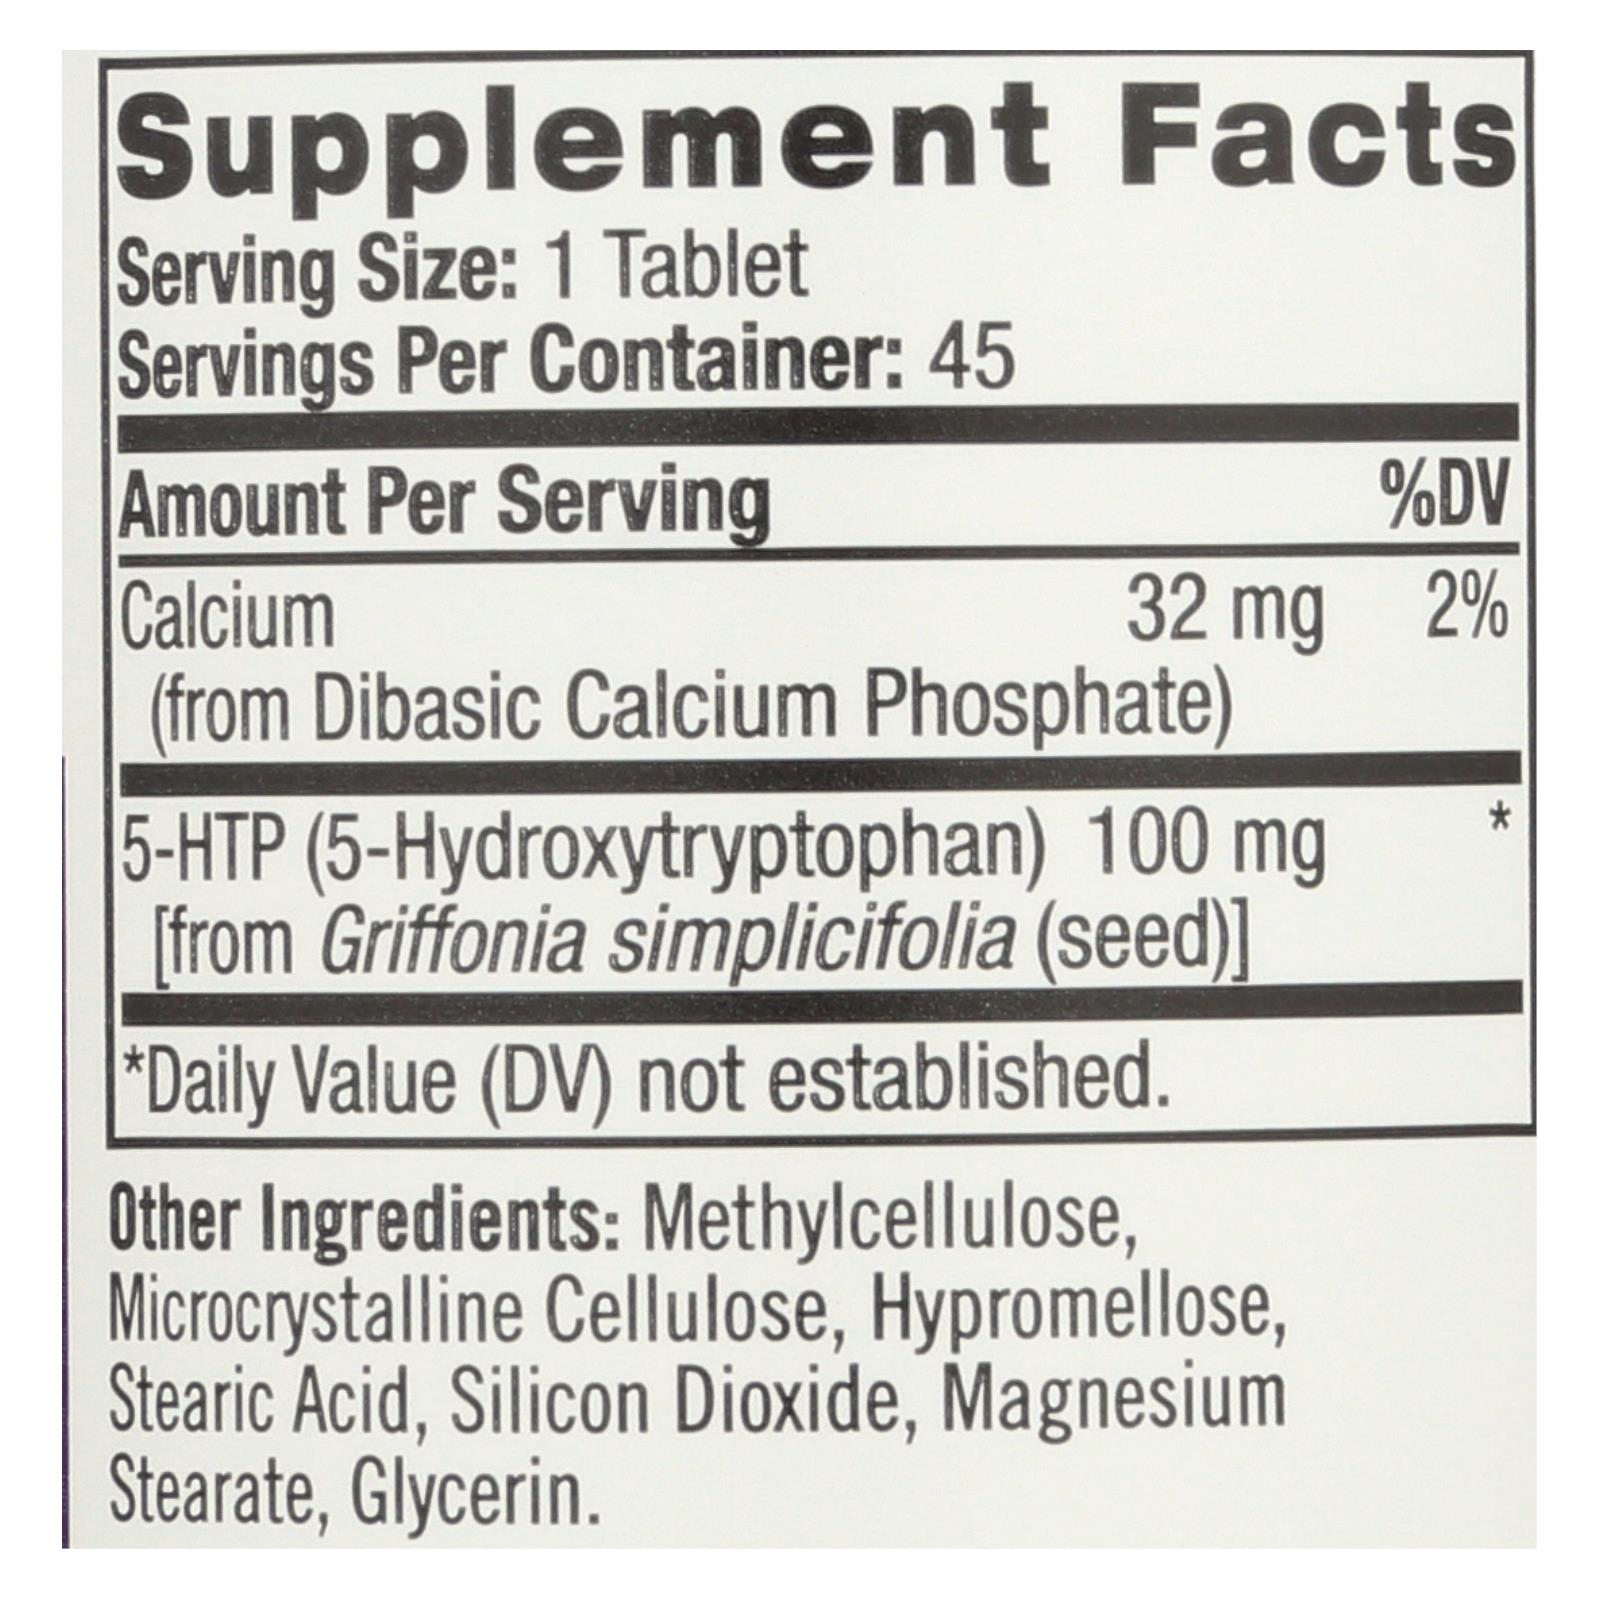 Supplement Facts
Serving Size: 1 Tablet
Servings Per Container: 45
Amount Per Serving %DV
Calcium 32 mg 2%
(from Dibasic Calcium Phosphate)
5-HTP (5-Hydroxytryptophan) 100 mg *
[from Griffonia simplicifolia (seed)]
*Daily Value (DV) not established.
Other Ingredients: Methylcellulose,
Microcrystalline Cellulose, Hypromellose,
Stearic Acid, Silicon Dioxide, Magnesium
Stearate, Glycerin.